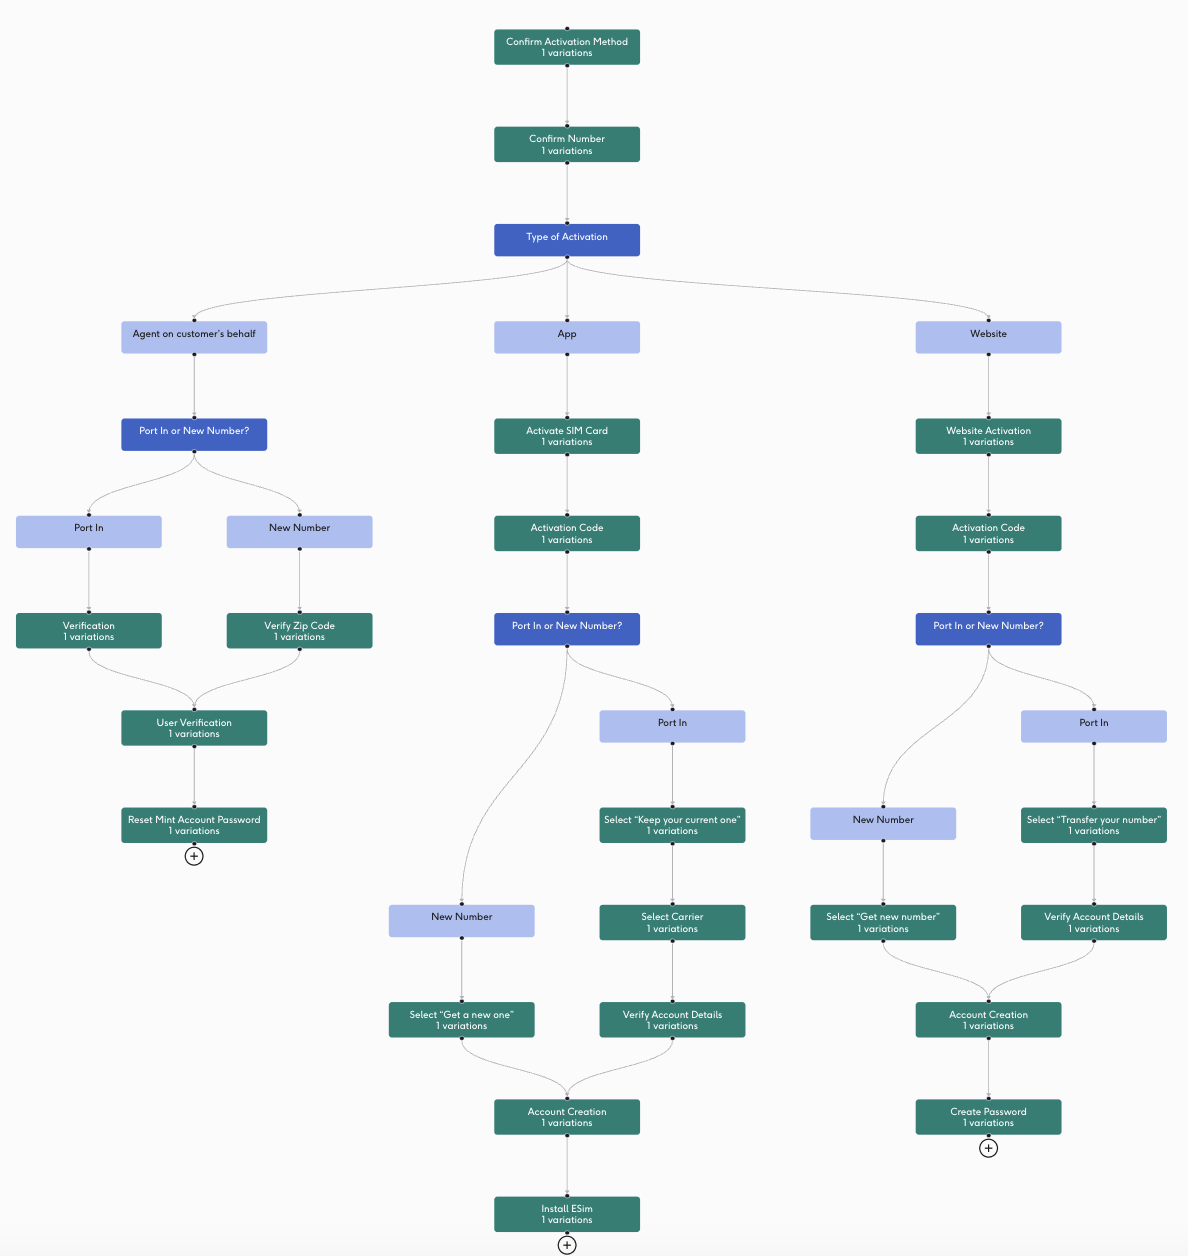 Confirm Activation Method
1 variations
Confirm Number
1 variations
Type of Activation
Agent on customer's behalf
App
Website
Port In or New Number?
Activate SIM Card
1 variations
Website Activation
1 variations
Port In
New Number
Activation Code
1 variations
Activation Code
1 variations
Verification
1 variations
Verify Zip Code
1 variations
Port In or New Number?
Port In or New Number?
User Verification
1 variations
Port In
Port In
Reset Mint Account Password
1 variations
Select “Keep your current one”
1 variations
New Number
Select “Transfer your number”
1 variations
New Number
Select Carrier
1 variations
Select “Get new number”
1 variations
Verify Account Details
1 variations
Select “Get a new one”
1 variations
Verify Account Details
1 variations
Account Creation
1 variations
Account Creation
1 variations
Create Password
1 variations
Install ESim
1 variations